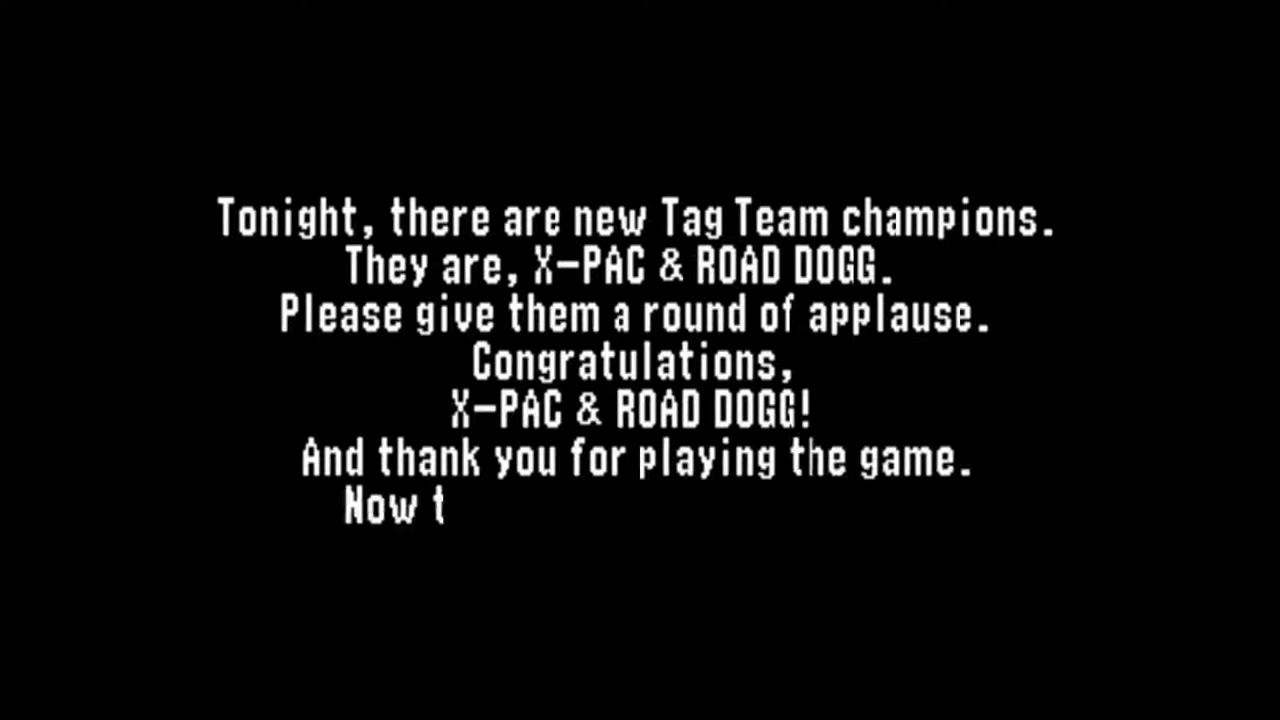 Tonight, there are new Tag Team champions.
They are, X-PAC & ROAD DOGG.
Please give them a round of applause.
Congratulations,
X-PAC & ROAD DOGG!
And thank you for playing the game.
Now t